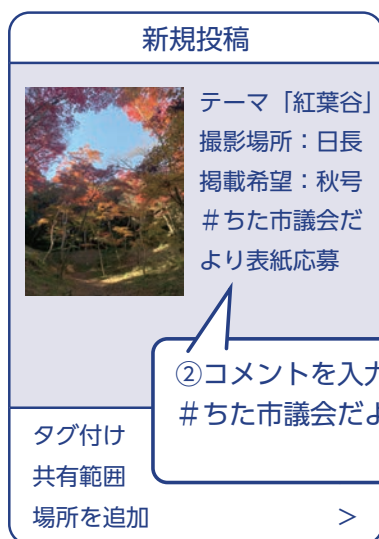 新規投稿
テーマ「紅葉谷」
撮影場所：日長
掲載希望：秋号
＃ちた市議会だ
より表紙応募
②コメントを入力
＃ちた市議会だよ
タグ付け
共有範囲
場所を追加 ＞